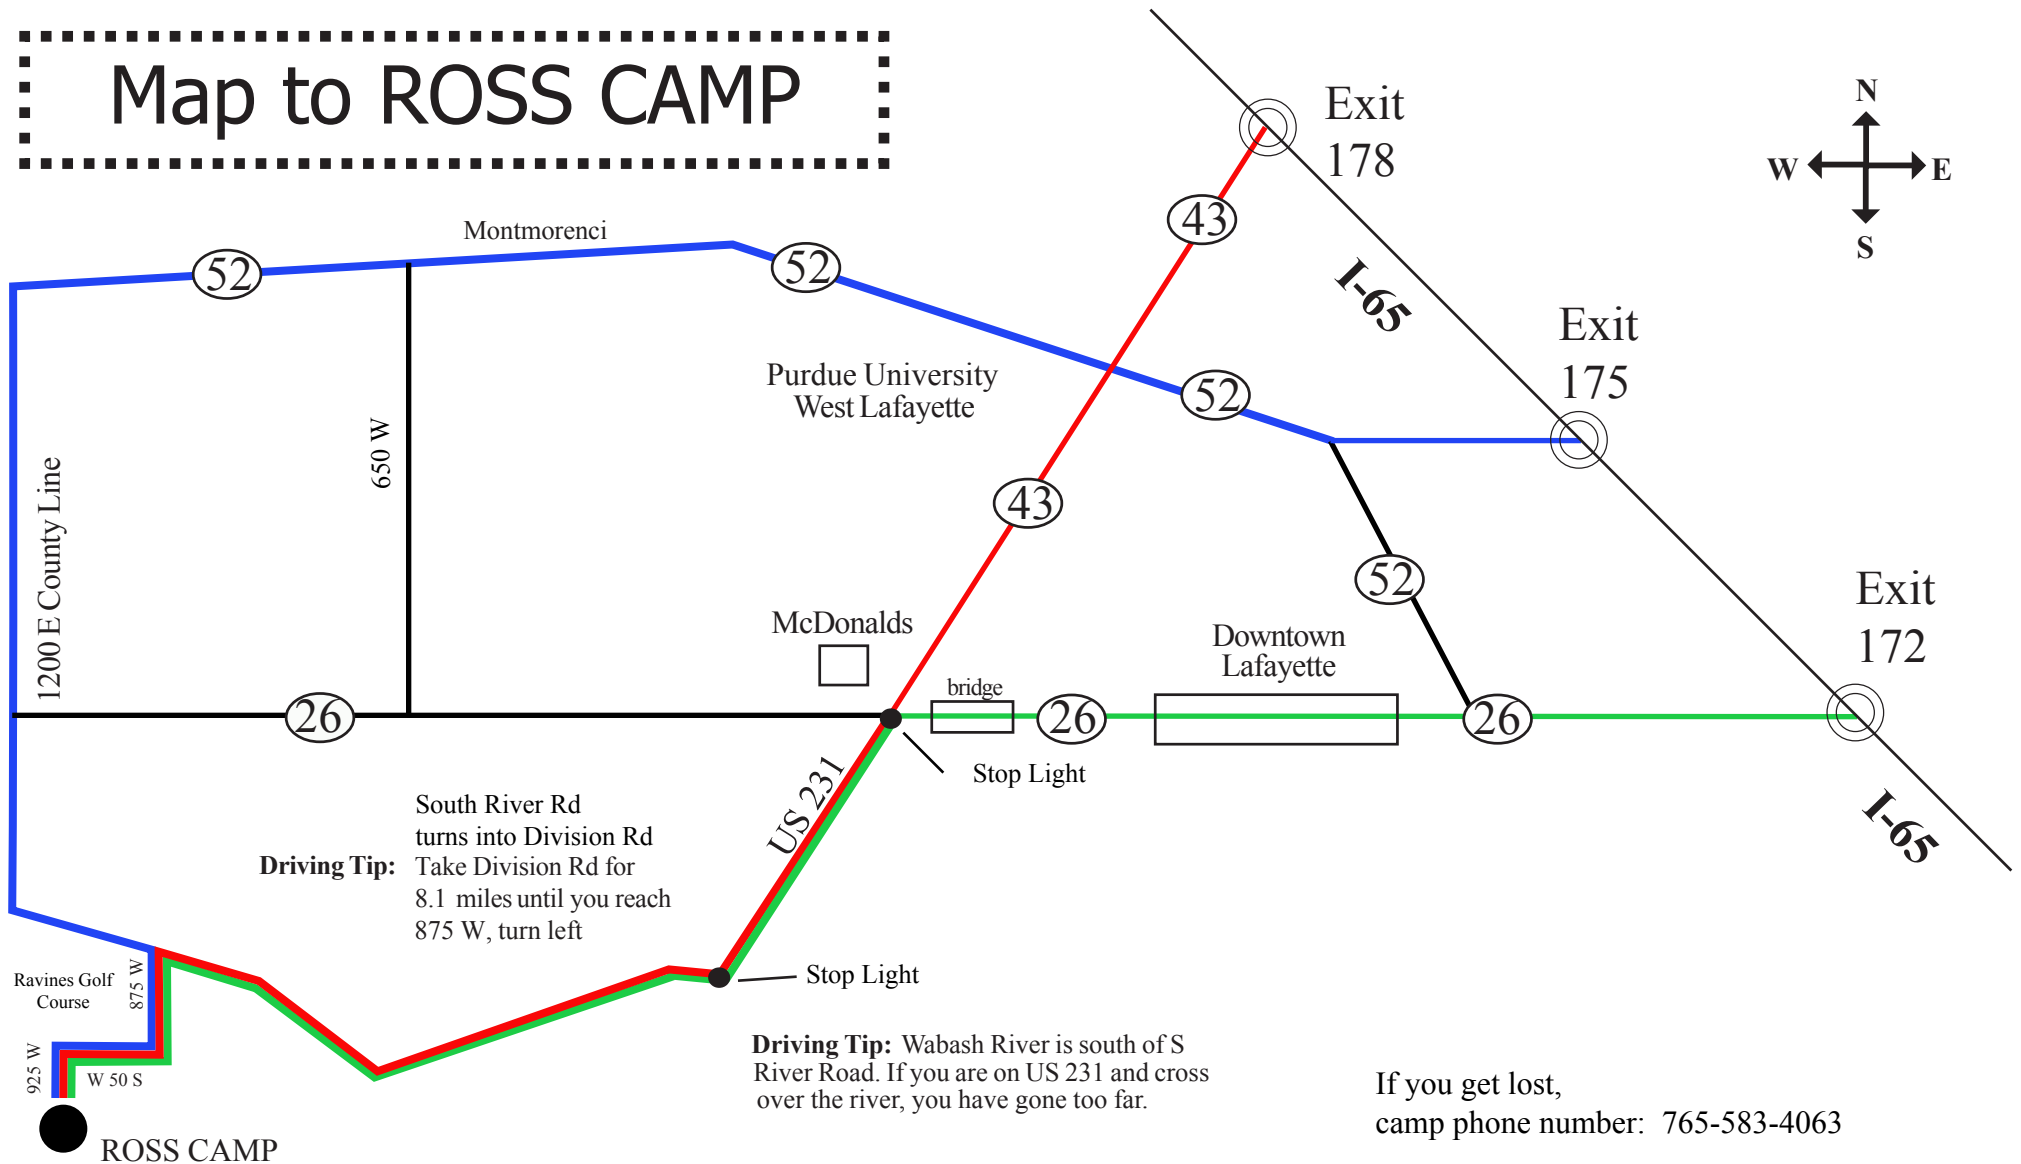 Map to ROSS CAMP
Exit
178
N
W
E
S
43
Montmorenci
52
52
I-65
Exit
175
Purdue University
West Lafayette
52
650 W
1200 E County Line
43
52
Exit
172
McDonalds
Downtown
Lafayette
bridge
26
26
26
Stop Light
US 231
I-65
South River Rd
turns into Division Rd
Driving Tip: Take Division Rd for
8.1 miles until you reach
875 W, turn left
Stop Light
Ravines Golf
Course
875 W
925 W
W 50 S
Driving Tip: Wabash River is south of S
River Road. If you are on US 231 and cross
over the river, you have gone too far.
If you get lost,
camp phone number: 765-583-4063
ROSS CAMP